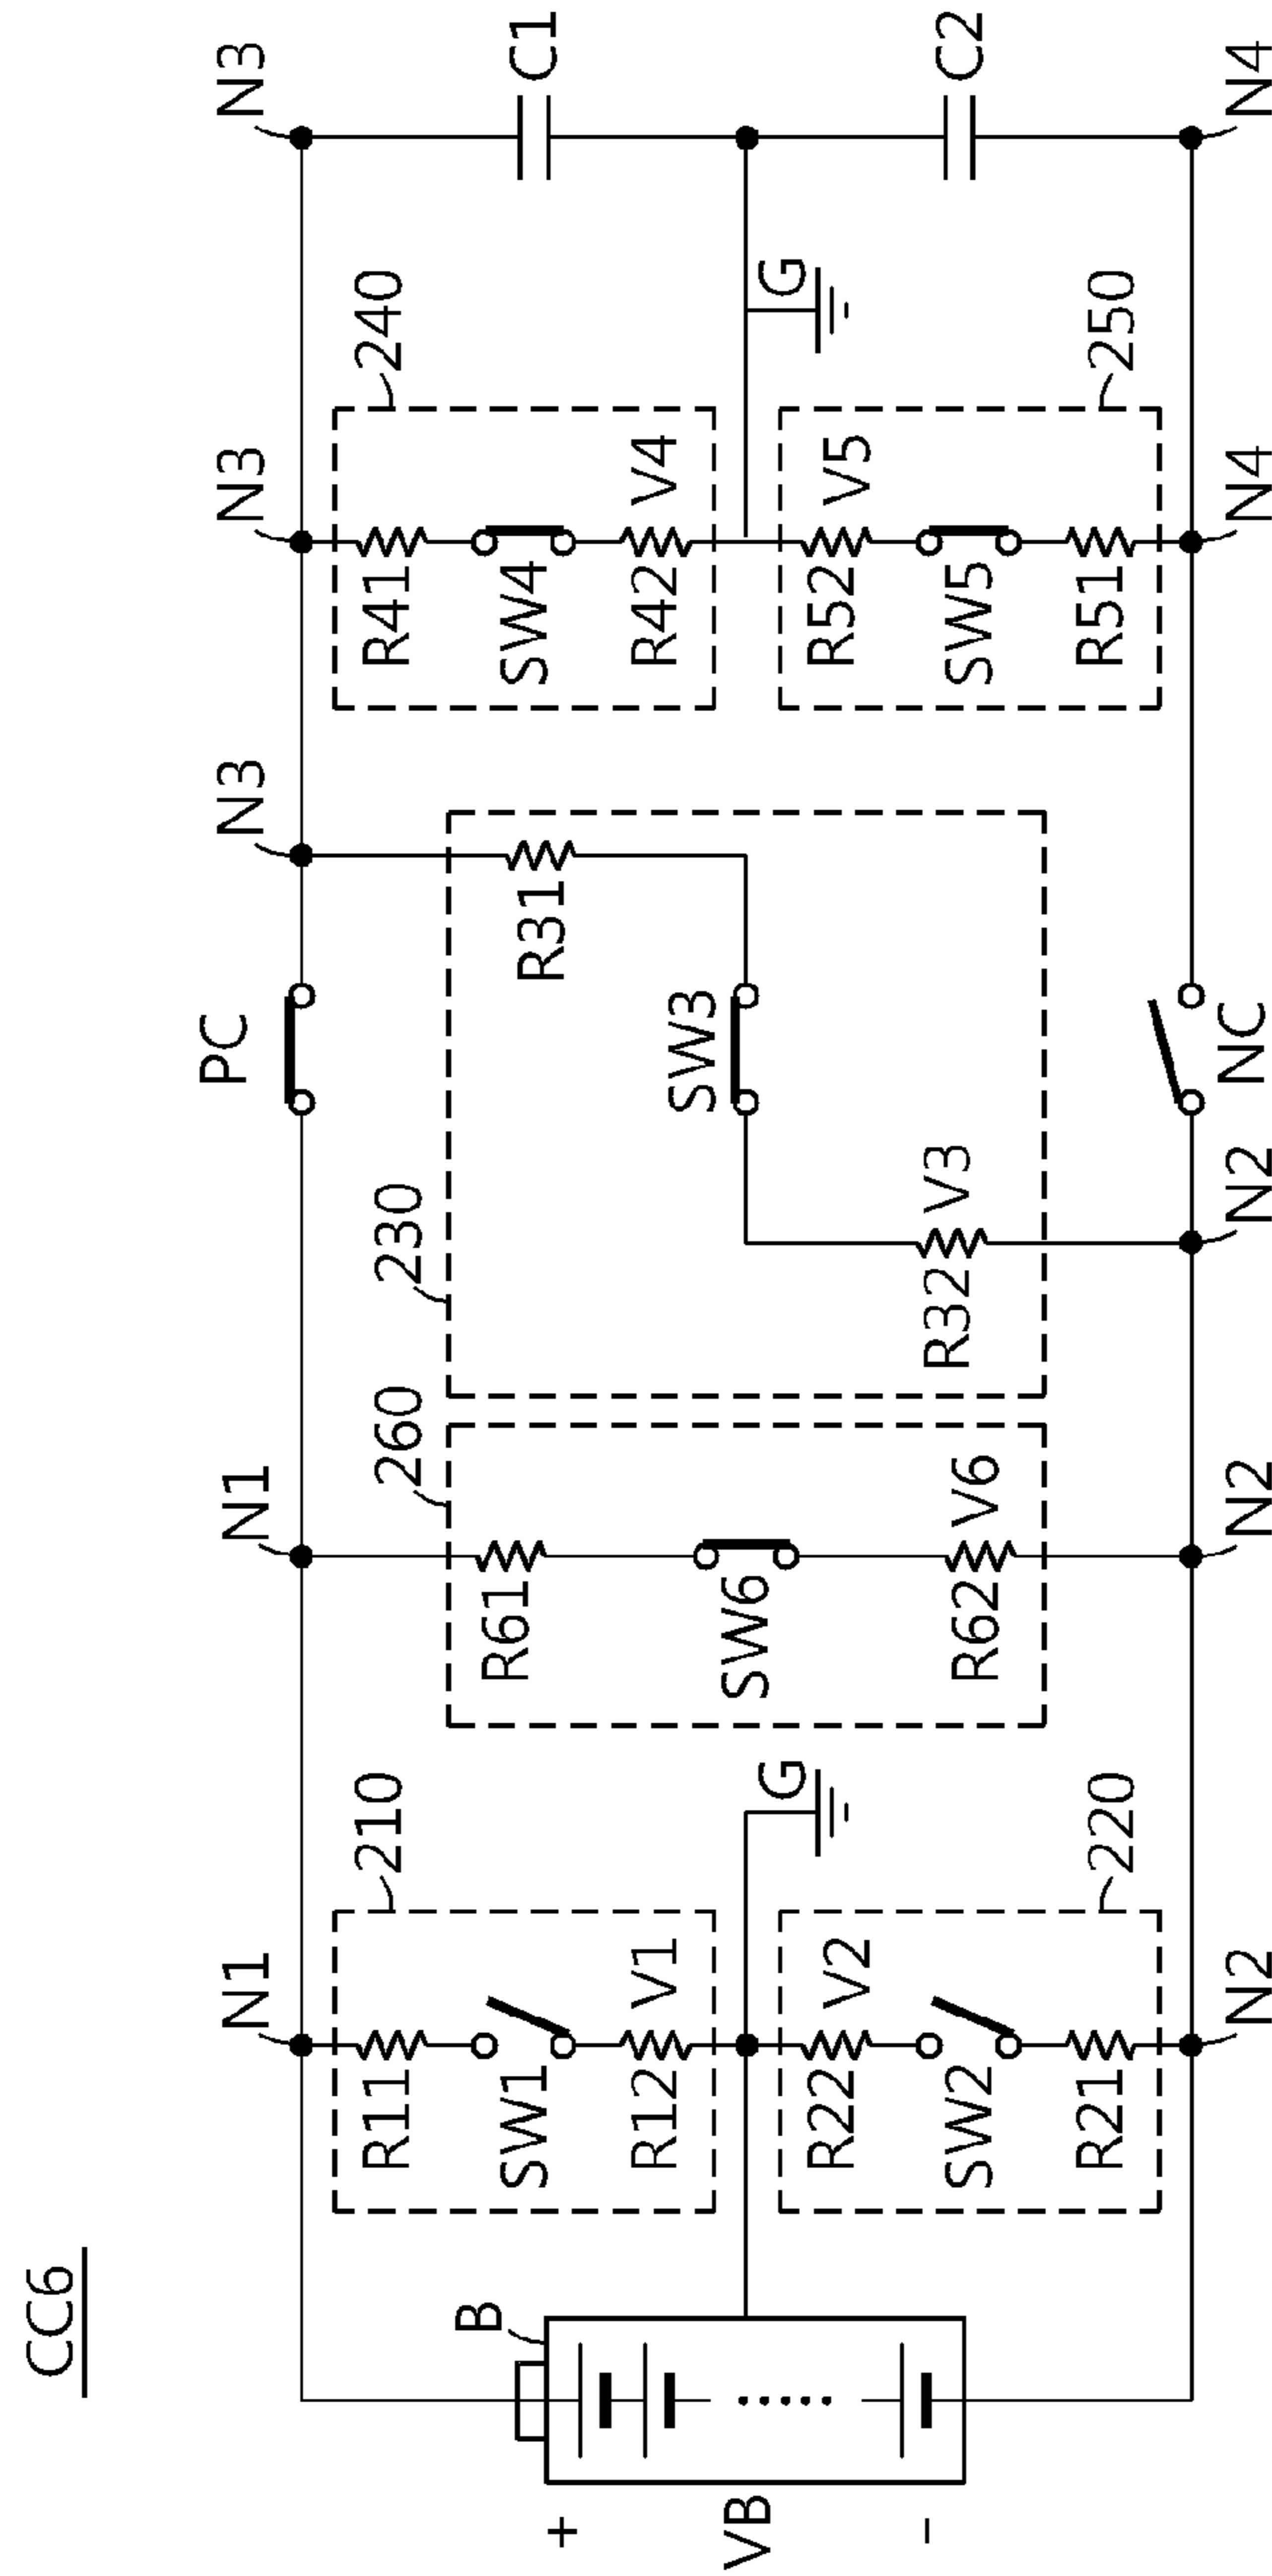 CC6
N1
N1
PC
N3
N3
N3
210
260
230
240
B
R11
SW1
R12
V1
R61
SW6
R62
V6
R31
SW3
R32
V3
R41
SW4
R42
V4
C1
+
VB
−
G
G
R22
V2
SW2
R21
220
R52
V5
SW5
R51
250
C2
NC
N2
N2
N2
N4
N4